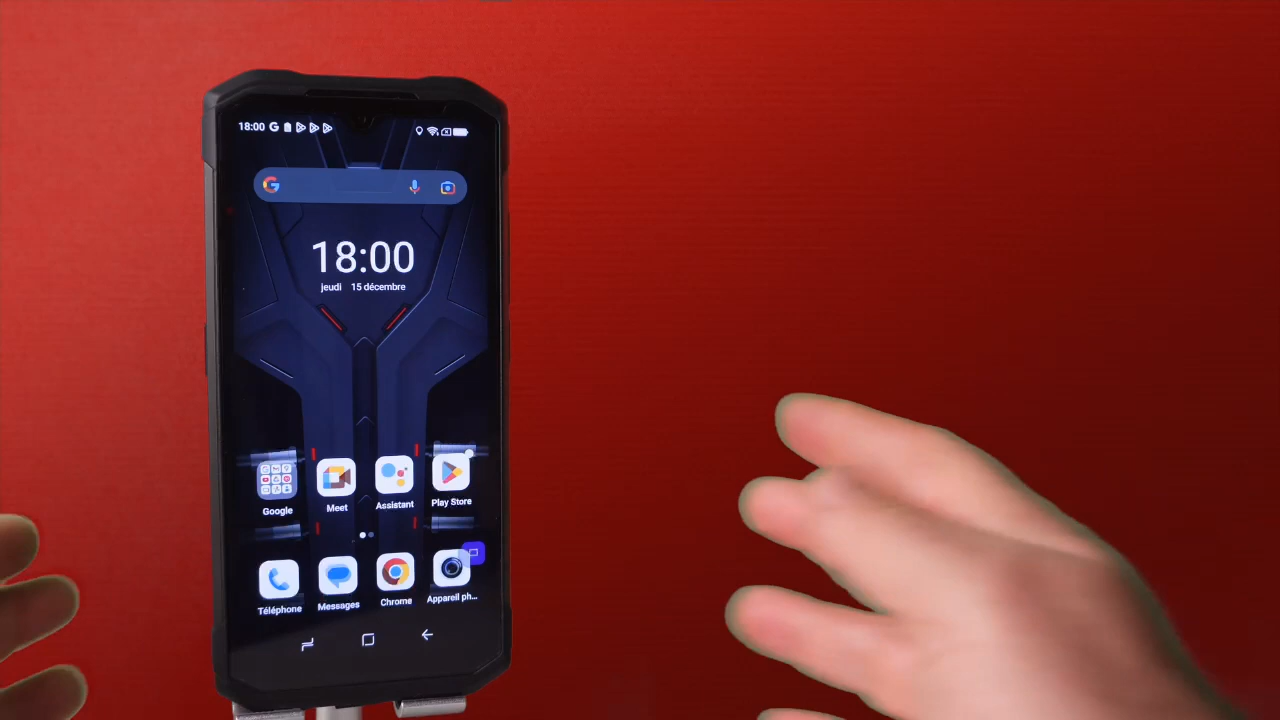 18:00
18:00
jeudi 15 décembre
Google
Meet
Assistant
Play Store
Téléphone
Messages
Chrome
Appareil ph...